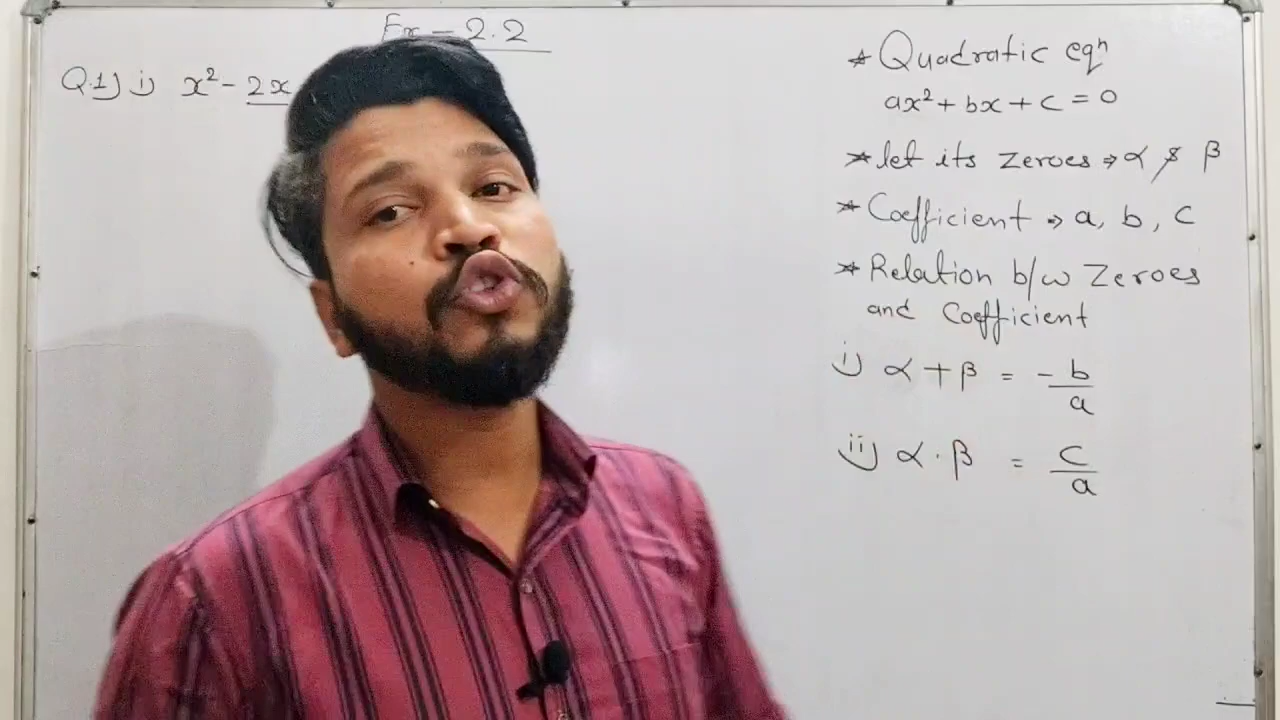 Ex - 2.2
Q.1) i) x² - 2x
* Quadratic eqⁿ
ax² + bx + c = 0
* let its Zeroes ⇒ α & β
* Coefficient ⇒ a, b, c
* Relation b/w Zeroes
and Coefficient
i) α + β = - b/a
ii) α . β = c/a